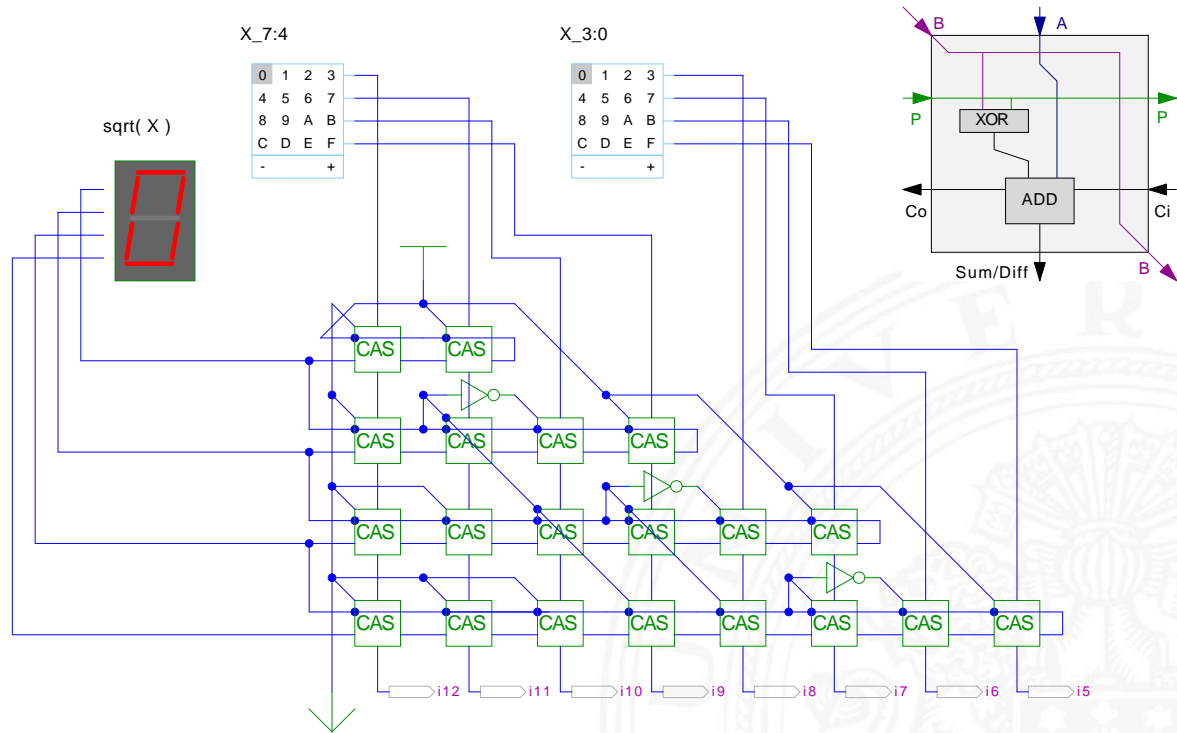 X_7:4
X_3:0
sqrt( X )
0 1 2 3
4 5 6 7
8 9 A B
C D E F
- +
0 1 2 3
4 5 6 7
8 9 A B
C D E F
- +
B
A
P
XOR
P
ADD
Co
Ci
Sum/Diff
B
0
CAS CAS
CAS CAS CAS CAS
CAS CAS CAS CAS CAS CAS
CAS CAS CAS CAS CAS CAS CAS CAS
i12 i11 i10 i9 i8 i7 i6 i5
I V E R